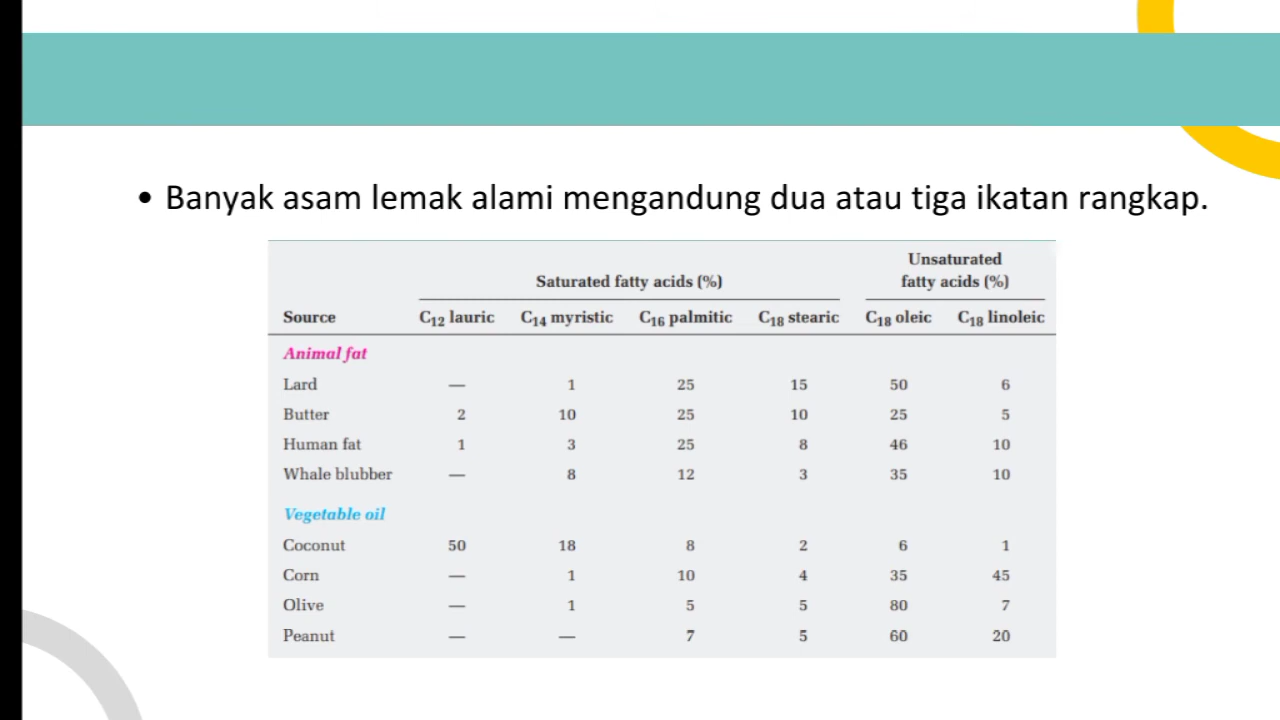 • Banyak asam lemak alami mengandung dua atau tiga ikatan rangkap.
Unsaturated
Saturated fatty acids (%) fatty acids (%)
Source C12 lauric C14 myristic C16 palmitic C18 stearic C18 oleic C18 linoleic
Animal fat
Lard — 1 25 15 50 6
Butter 2 10 25 10 25 5
Human fat 1 3 25 8 46 10
Whale blubber — 8 12 3 35 10
Vegetable oil
Coconut 50 18 8 2 6 1
Corn — 1 10 4 35 45
Olive — 1 5 5 80 7
Peanut — — 7 5 60 20